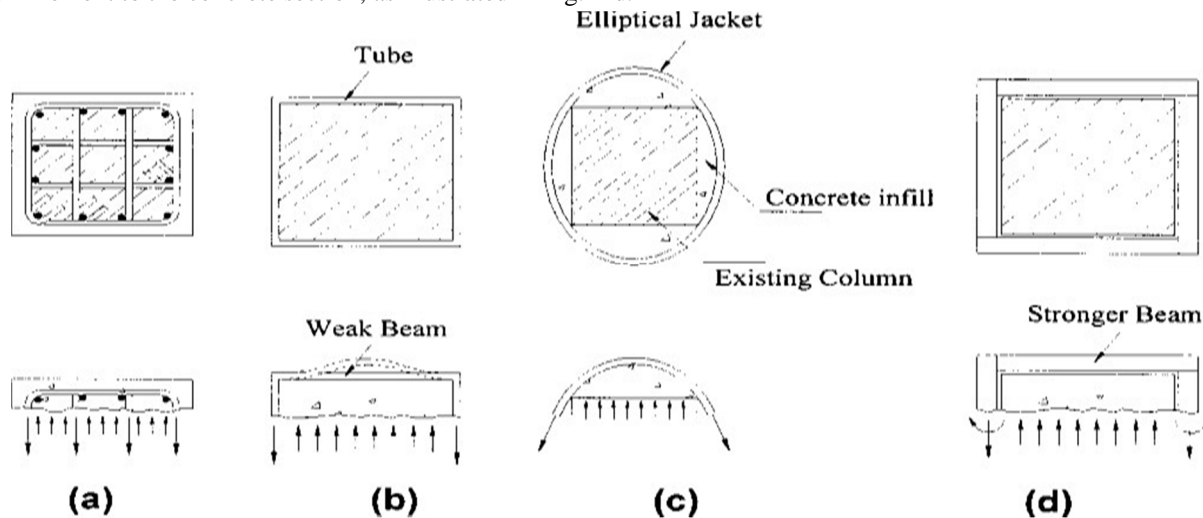 Elliptical Jacket
Tube
Concrete infill
Existing Column
Weak Beam
Stronger Beam
(a)
(b)
(c)
(d)